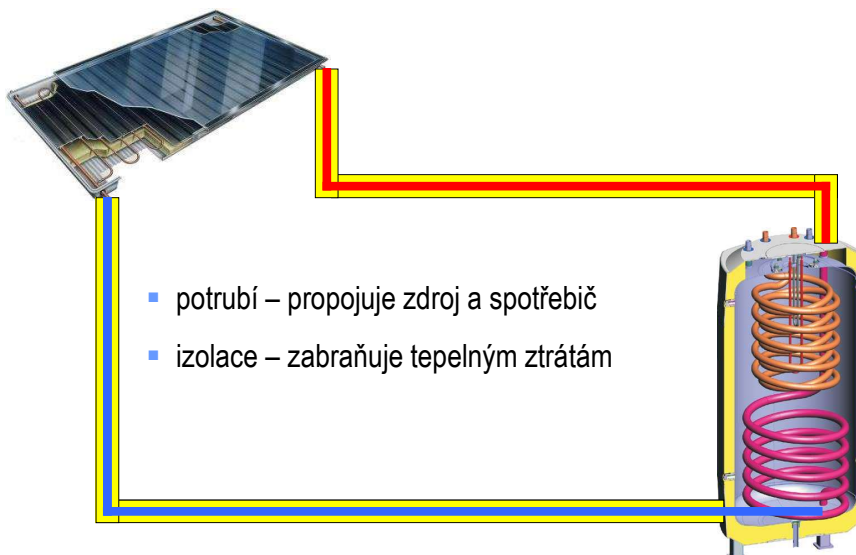 ▪ potrubí – propojuje zdroj a spotřebič
▪ izolace – zabraňuje tepelným ztrátám